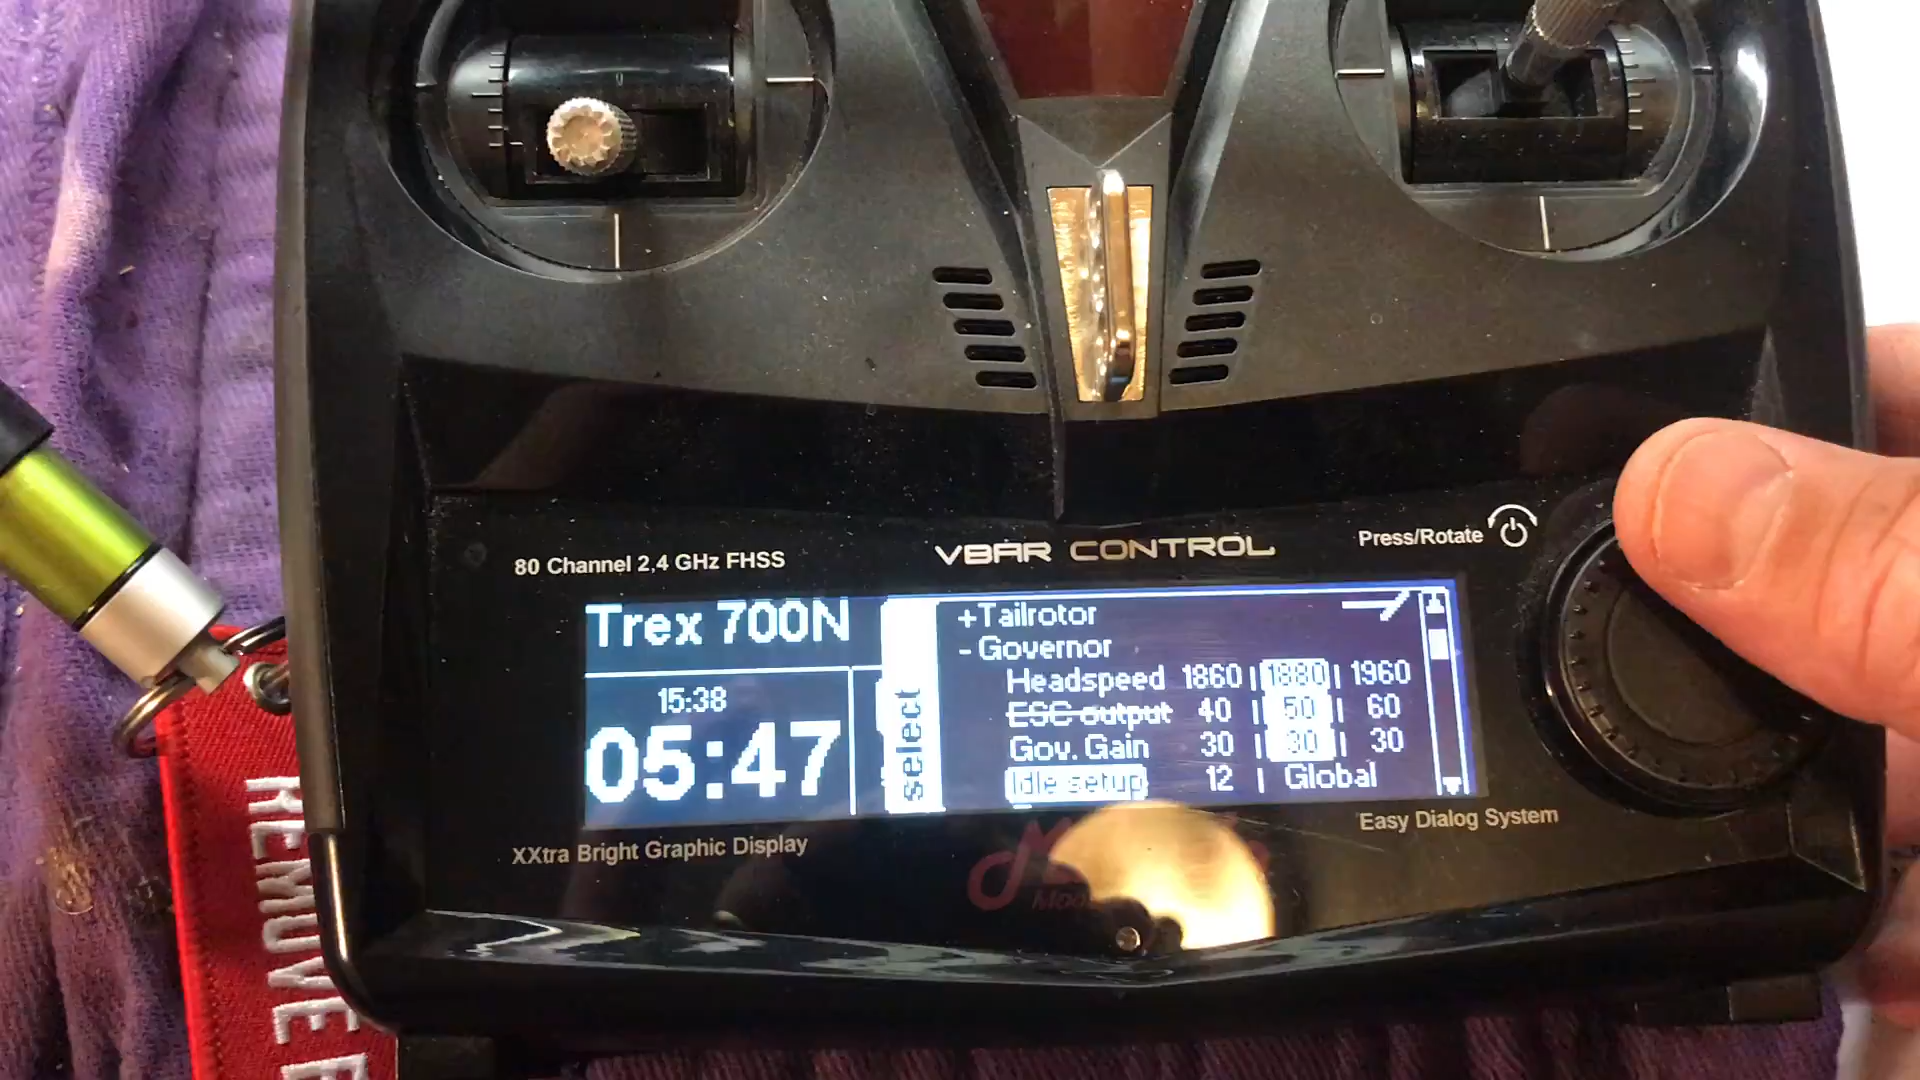 80 Channel 2,4 GHz FHSS
VBAR CONTROL
Press/Rotate
Trex 700N
15:38
05:47
select
+Tailrotor
- Governor
Headspeed 1860 | 1880 | 1960
ESC output 40 | 50 | 60
Gov. Gain 30 | 30 | 30
Idle setup 12 | Global
XXtra Bright Graphic Display
Easy Dialog System
REMOVE